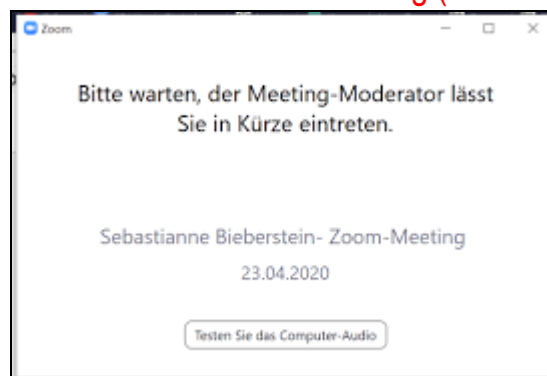 Zoom
Bitte warten, der Meeting-Moderator lässt
Sie in Kürze eintreten.
Sebastianne Bieberstein- Zoom-Meeting
23.04.2020
Testen Sie das Computer-Audio